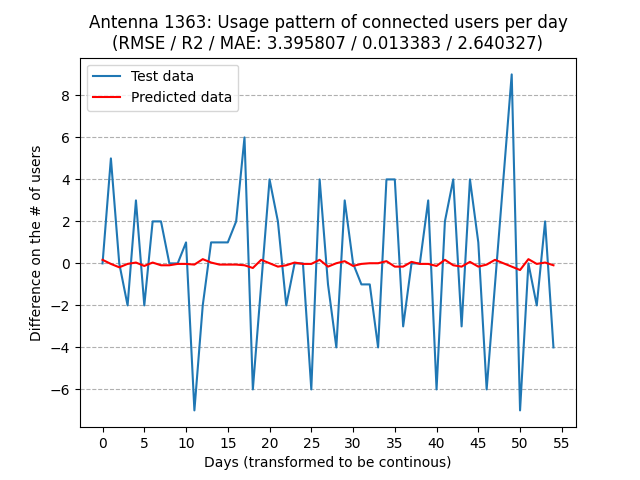 Antenna 1363: Usage pattern of connected users per day
(RMSE / R2 / MAE: 3.395807 / 0.013383 / 2.640327)
Test data
Predicted data
Difference on the # of users
8
6
4
2
0
−2
−4
−6
0 5 10 15 20 25 30 35 40 45 50 55
Days (transformed to be continous)